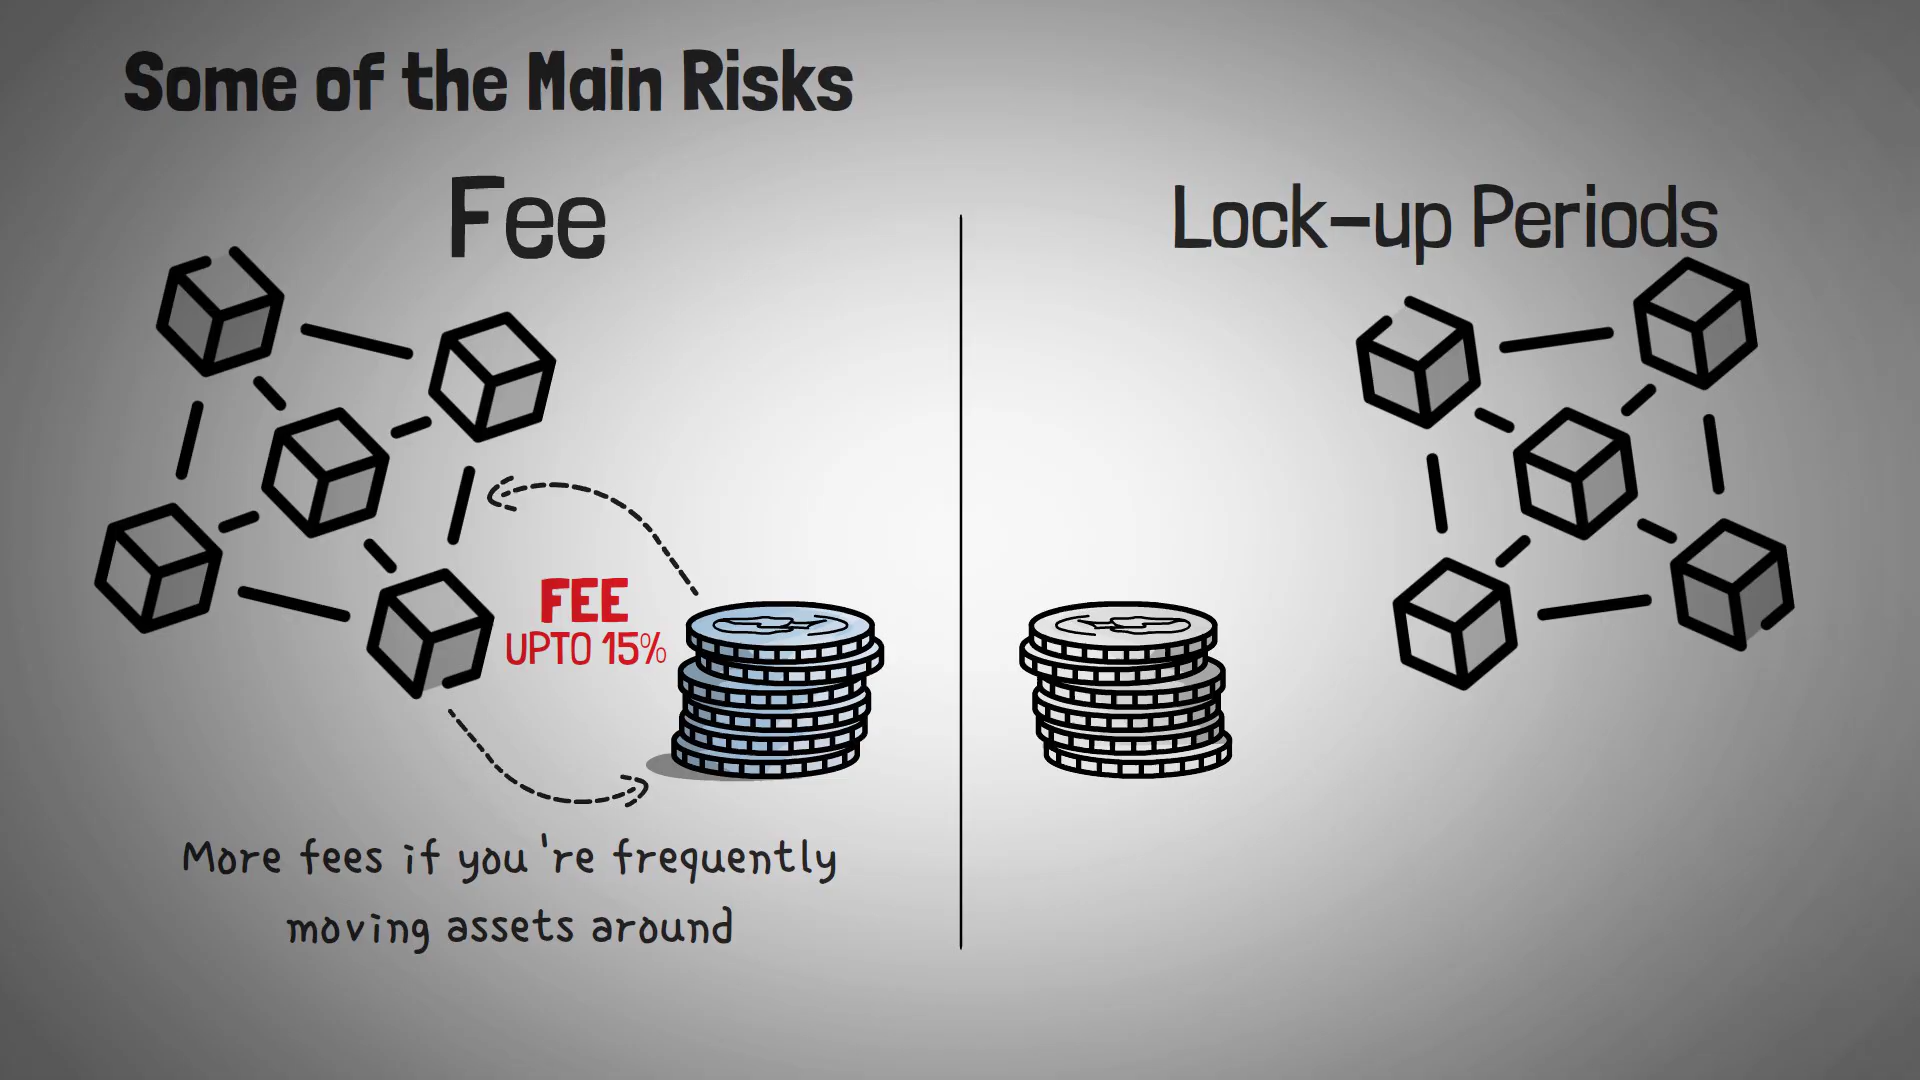 Some of the Main Risks
Fee
FEE
UPTO 15%
More fees if you 're frequently
moving assets around
Lock-up Periods